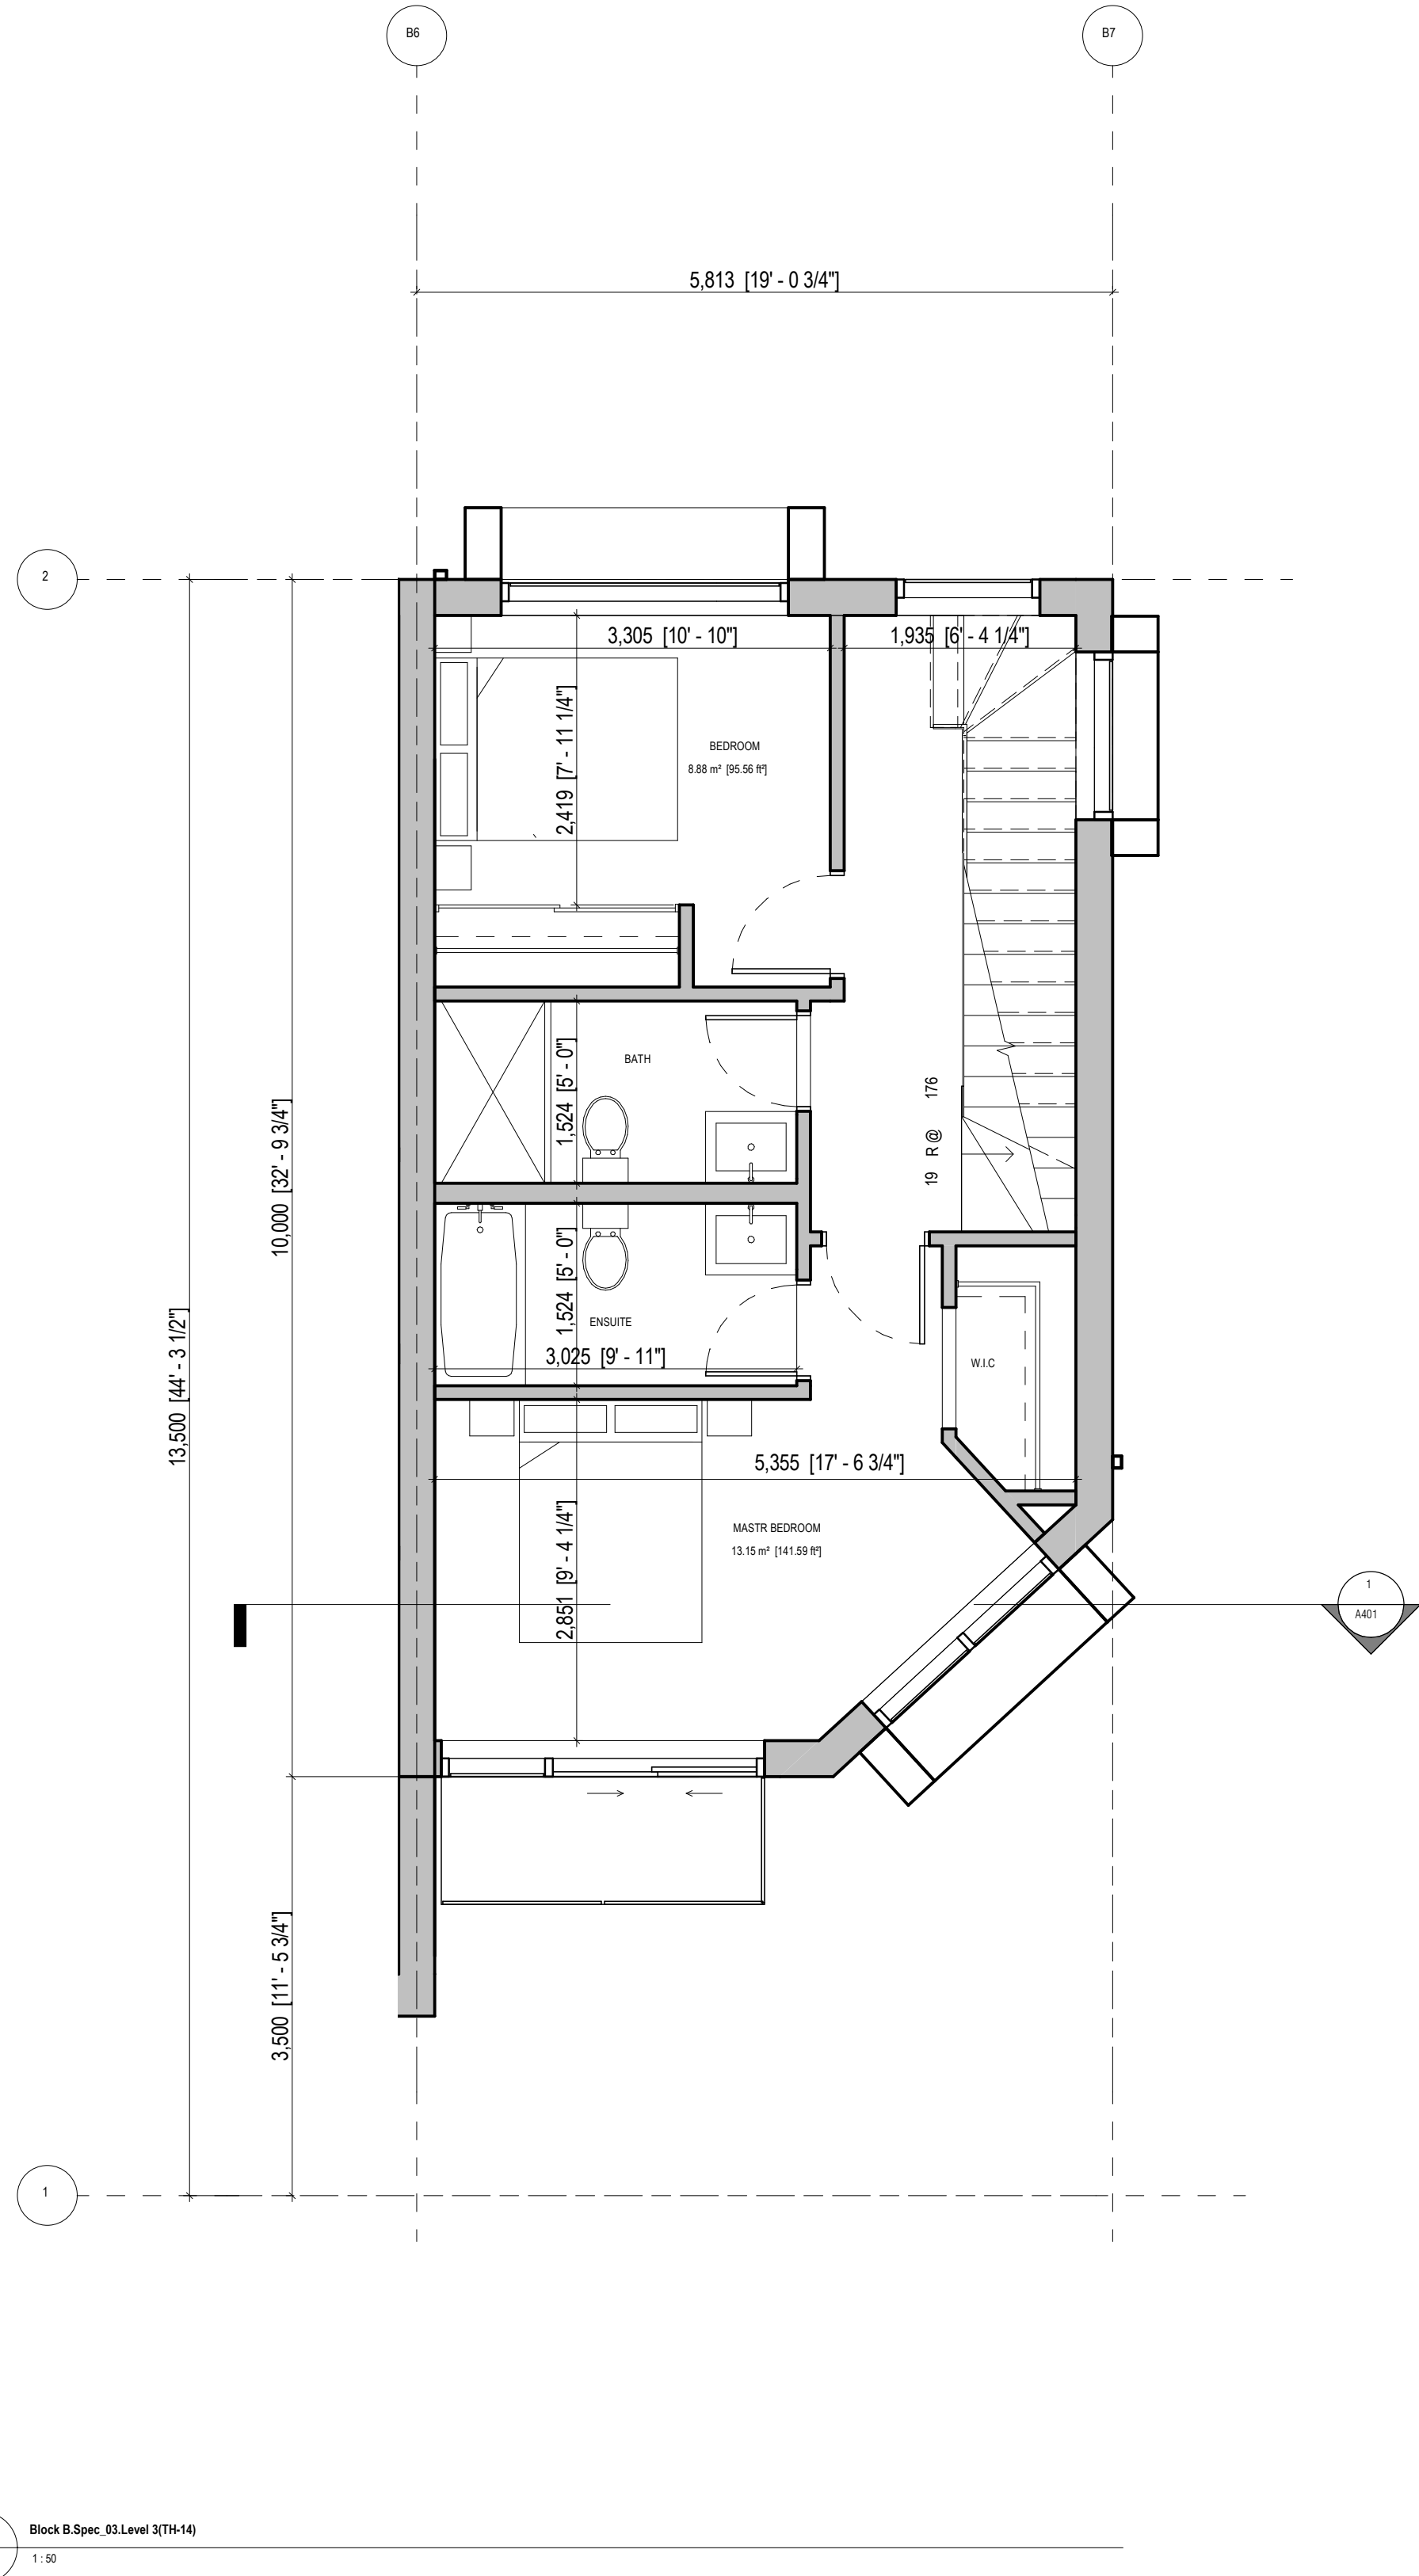 B6
B7
5,813 [19' - 0 3/4"]
2
3,305 [10' - 10"]
1,935 [6' - 4 1/4"]
2,419 [7' - 11 1/4"]
BEDROOM
8.88 m² [95.56 ft²]
BATH
1,524 [5' - 0"]
19 R @ 176
10,000 [32' - 9 3/4"]
13,500 [44' - 3 1/2"]
1,524 [5' - 0"]
ENSUITE
3,025 [9' - 11"]
W.I.C
5,355 [17' - 6 3/4"]
MASTR BEDROOM
13.15 m² [141.59 ft²]
2,851 [9' - 4 1/4"]
1
A401
3,500 [11' - 5 3/4"]
1
Block B.Spec_03.Level 3(TH-14)
1 : 50